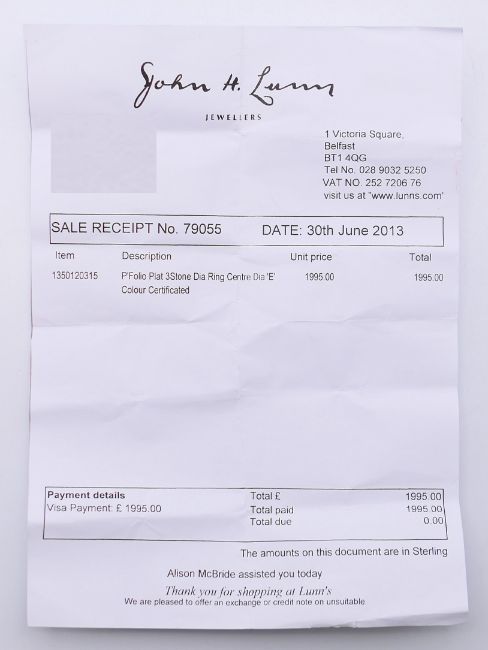 John H. Lunn
JEWELLERS
1 Victoria Square,
Belfast
BT1 4QG
Tel No. 028 9032 5250
VAT NO. 252 7206 76
visit us at "www.lunns.com"
SALE RECEIPT No. 79055 DATE: 30th June 2013
Item Description Unit price Total
1350120315 P'Folio Plat 3Stone Dia Ring Centre Dia 'E' 1995.00 1995.00
Colour Certificated
Payment details Total £ 1995.00
Visa Payment: £ 1995.00 Total paid 1995.00
Total due 0.00
The amounts on this document are in Sterling
Alison McBride assisted you today
Thank you for shopping at Lunn's
We are pleased to offer an exchange or credit note on unsuitable